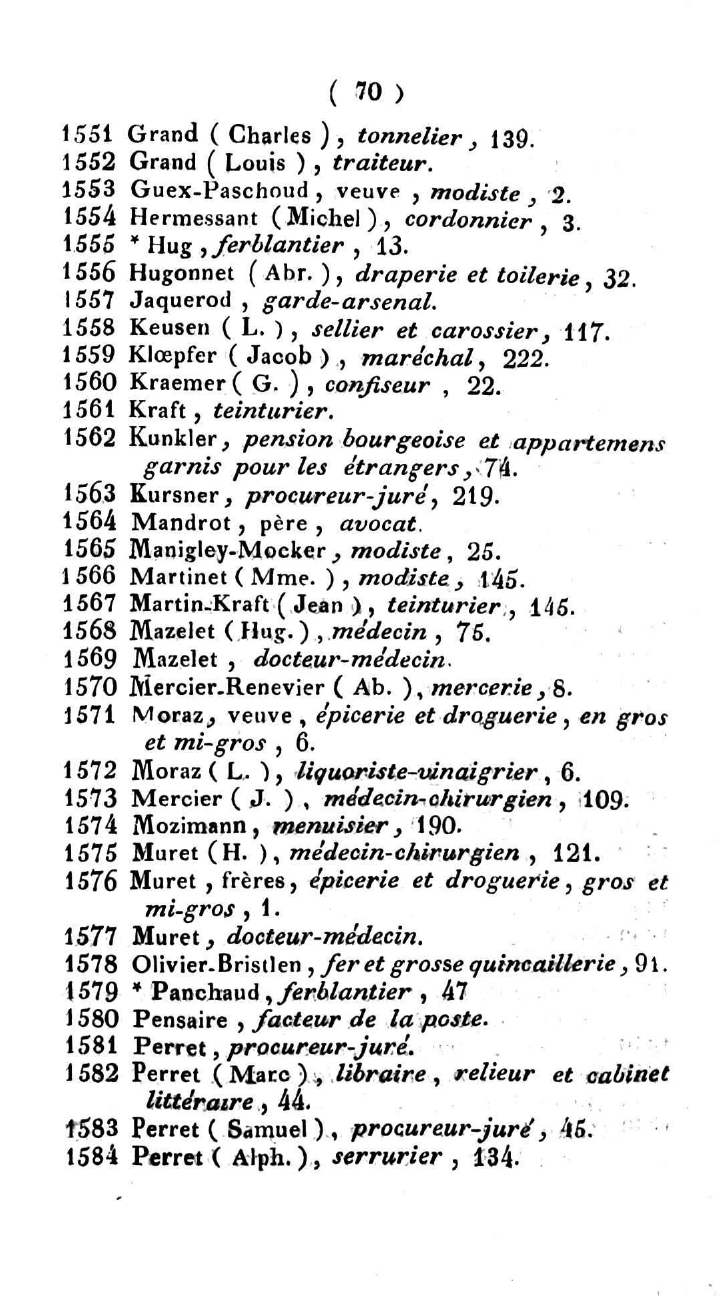 ( 70 )
1551 Grand ( Charles ), tonnelier, 139.
1552 Grand ( Louis ), traiteur.
1553 Guex-Paschoud, veuve, modiste, 2.
1554 Hermessant (Michel), cordonnier, 3.
1555 * Hug, ferblantier, 13.
1556 Hugonnet ( Abr. ), draperie et toilerie, 32.
1557 Jaquerod, garde-arsenal.
1558 Keusen ( L. ), sellier et carossier, 117.
1559 Klœpfer ( Jacob ), maréchal, 222.
1560 Kraemer ( G. ), confiseur, 22.
1561 Kraft, teinturier.
1562 Kunkler, pension bourgeoise et appartemens
garnis pour les étrangers, 74.
1563 Kursner, procureur-juré, 219.
1564 Mandrot, père, avocat.
1565 Manigley-Mocker, modiste, 25.
1566 Martinet ( Mme. ), modiste, 145.
1567 Martin-Kraft ( Jean ), teinturier, 145.
1568 Mazelet (Hug.), médecin, 75.
1569 Mazelet, docteur-médecin.
1570 Mercier-Renevier ( Ab. ), mercerie, 8.
1571 Moraz, veuve, épicerie et droguerie, en gros
et mi-gros, 6.
1572 Moraz ( L. ), liquoriste-vinaigrier, 6.
1573 Mercier ( J. ), médecin-chirurgien, 109.
1574 Mozimann, menuisier, 190.
1575 Muret (H. ), médecin-chirurgien, 121.
1576 Muret, frères, épicerie et droguerie, gros et
mi-gros, 1.
1577 Muret, docteur-médecin.
1578 Olivier-Bristlen, fer et grosse quincaillerie, 91.
1579 * Panchaud, ferblantier, 47
1580 Pensaire, facteur de la poste.
1581 Perret, procureur-juré.
1582 Perret ( Marc ), libraire, relieur et cabinet
littéraire, 44.
1583 Perret ( Samuel ), procureur-juré, 45.
1584 Perret ( Alph. ), serrurier, 134.